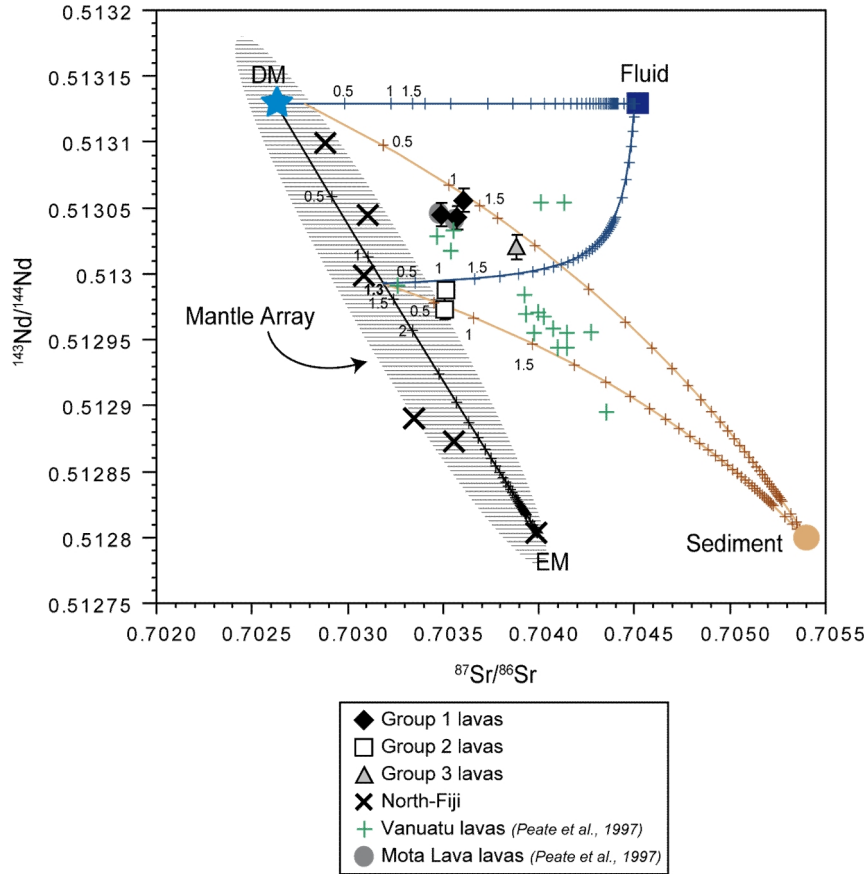 0.5132
0.51315
0.5131
0.51305
0.513
0.51295
0.5129
0.51285
0.5128
0.51275
¹⁴³Nd/¹⁴⁴Nd
DM
Fluid
0.5 1 1.5
0.5
1
1.5
0.5
1
1.3
1.5
2
0.5 1 1.5
0.5
1
1.5
Mantle Array
Sediment
EM
0.7020 0.7025 0.7030 0.7035 0.7040 0.7045 0.7050 0.7055
⁸⁷Sr/⁸⁶Sr
Group 1 lavas
Group 2 lavas
Group 3 lavas
North-Fiji
Vanuatu lavas (Peate et al., 1997)
Mota Lava lavas (Peate et al., 1997)